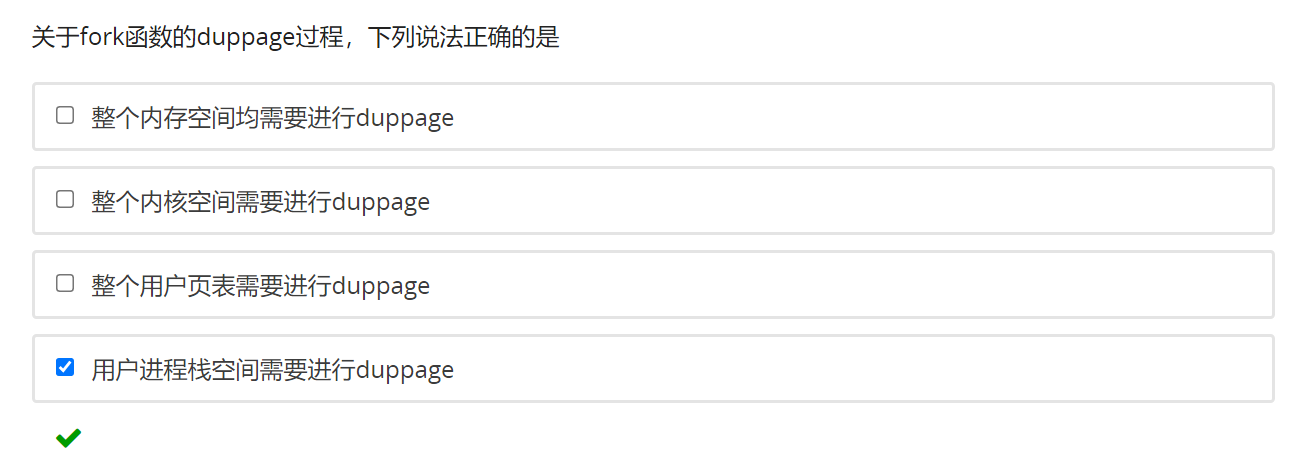 关于fork函数的duppage过程，下列说法正确的是
整个内存空间均需要进行duppage
整个内核空间需要进行duppage
整个用户页表需要进行duppage
用户进程栈空间需要进行duppage